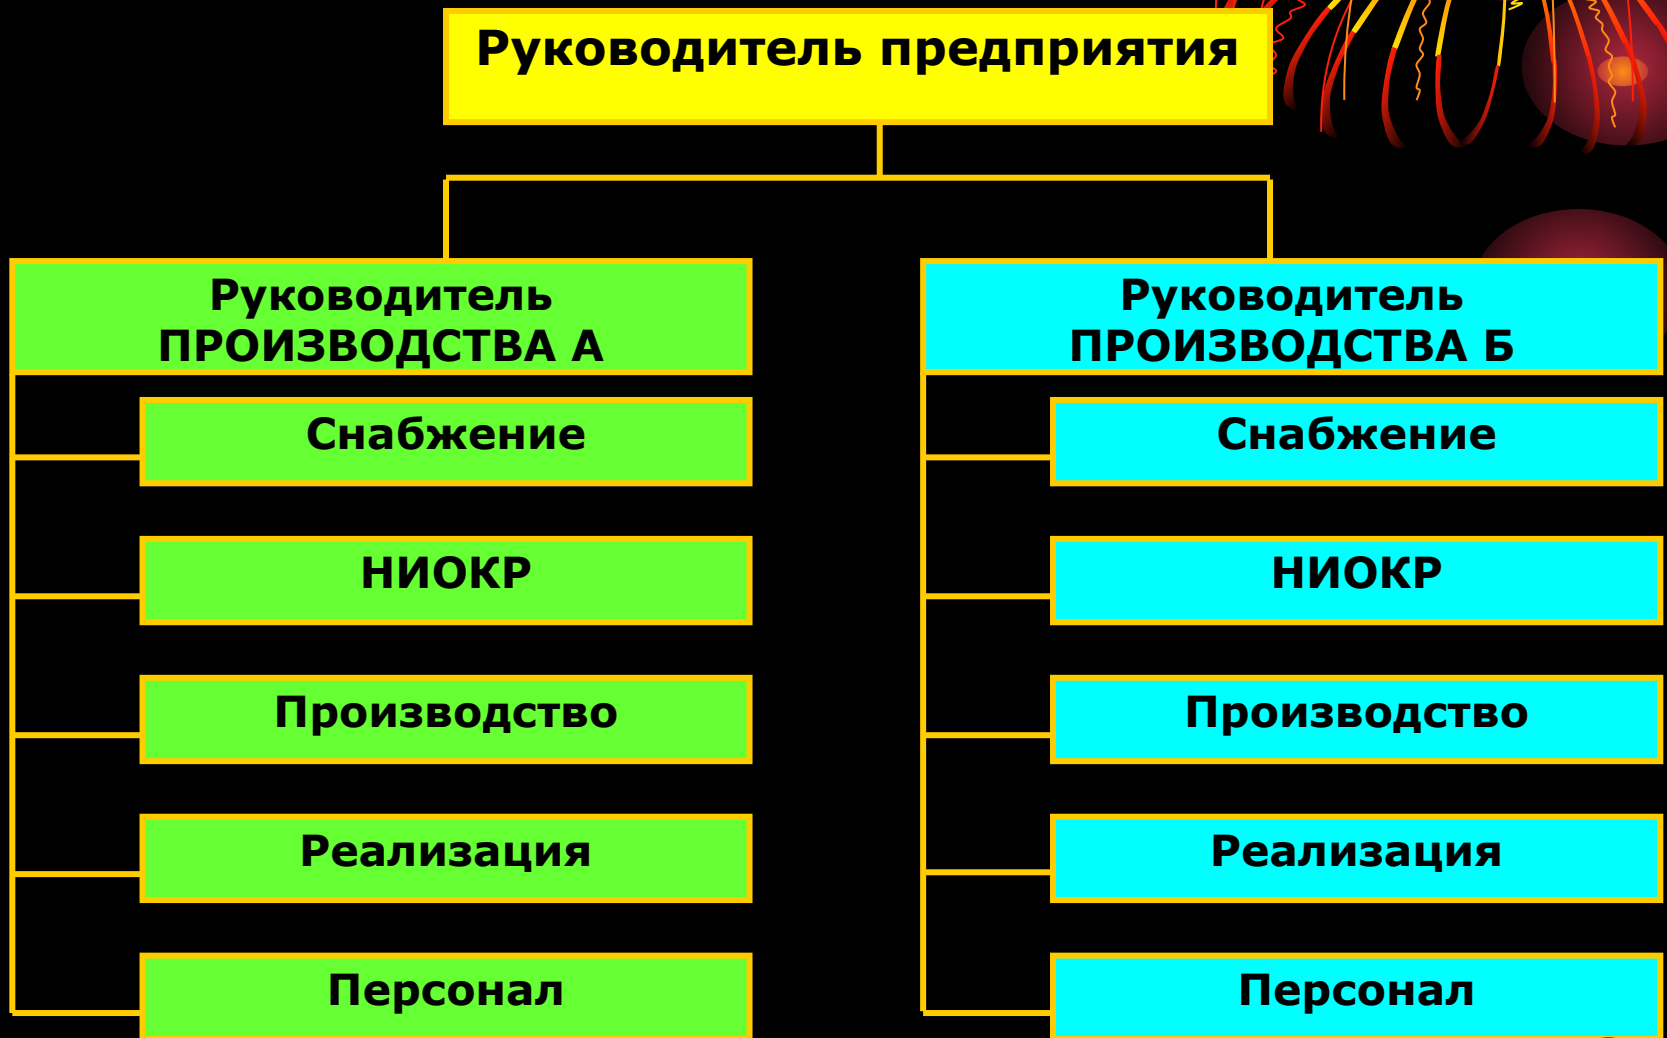 Руководитель предприятия
Руководитель
ПРОИЗВОДСТВА А
Снабжение
НИОКР
Производство
Реализация
Персонал
Руководитель
ПРОИЗВОДСТВА Б
Снабжение
НИОКР
Производство
Реализация
Персонал